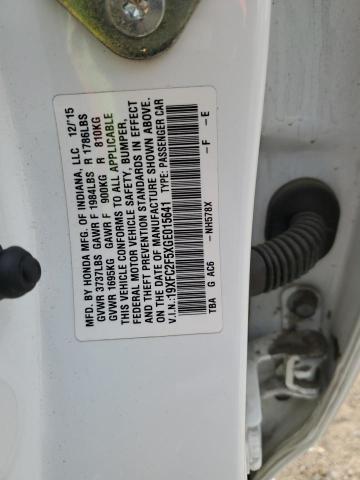 MFD. BY HONDA MFG. OF INDIANA, LLC 12/'15
GVWR 3737LBS GAWR F 1984LBS R 1786LBS
GVWR 1695KG GAWR F 900KG R 810KG
THIS VEHICLE CONFORMS TO ALL APPLICABLE
FEDERAL MOTOR VEHICLE SAFETY, BUMPER,
AND THEFT PREVENTION STANDARDS IN EFFECT
ON THE DATE OF MANUFACTURE SHOWN ABOVE.
V.I.N.:19XFC2F5XGE015641 TYPE: PASSENGER CAR
TBA G AC6 -NH578X -F -E